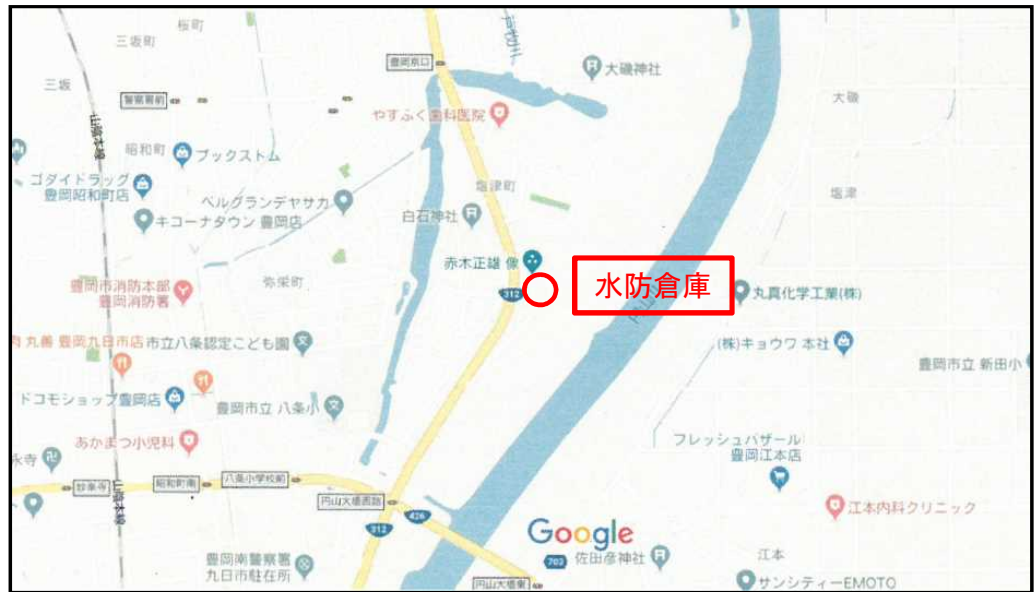 桜町
三坂町
豊岡京口
大磯神社
三坂
警察署前
大磯
やすふく歯科医院
山陰本線
昭和町
ブックストム
ゴダイドラッグ
豊岡昭和町店
ベルグランデヤサカ
塩津町
塩津
キコーナタウン 豊岡店
白石神社
赤木正雄 像
水防倉庫
豊岡市消防本部
豊岡消防署
弥栄町
312
丸真化学工業(株)
円山川
肉 丸善 豊岡九日市店
市立八条認定こども園
(株)キョウワ 本社
豊岡市立 新田小
ドコモショップ豊岡店
豊岡市立 八条小
あかまつ小児科
フレッシュバザール
豊岡江本店
永寺
妙楽寺
昭和町南
八条小学校前
山陰本線
円山大橋西詰
426
312
江本内科クリニック
Google
豊岡南警察署
九日市駐在所
703
佐田彦神社
江本
円山大橋東
サンシティーEMOTO